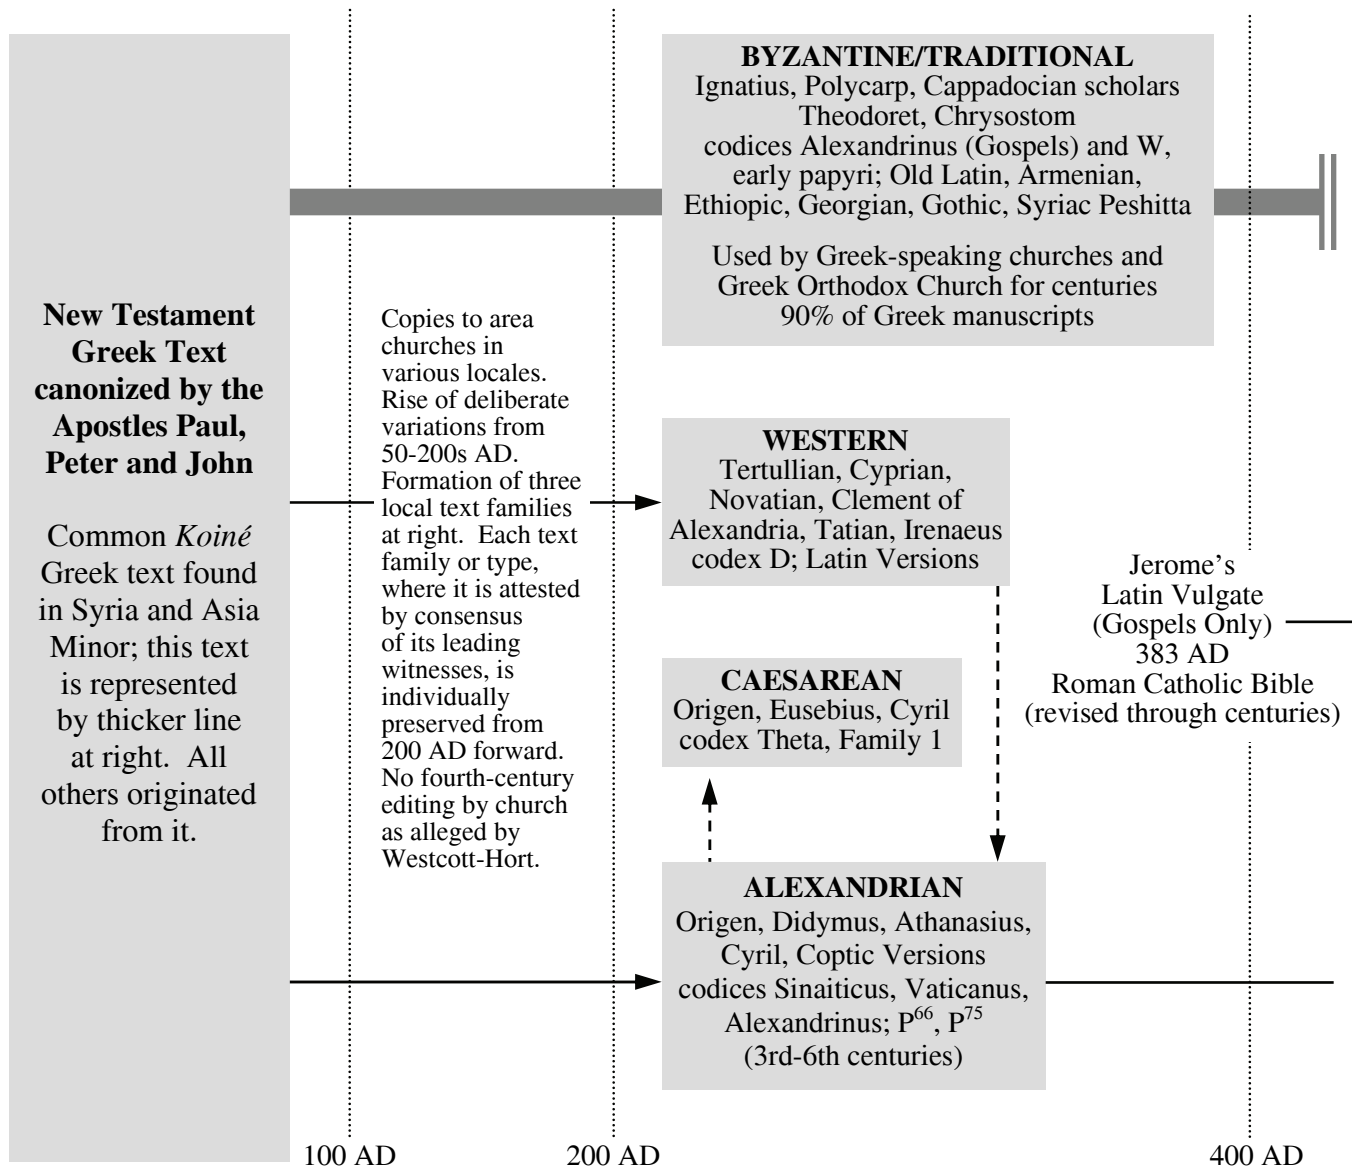 New Testament
Greek Text
canonized by the
Apostles Paul,
Peter and John
Common Koiné
Greek text found
in Syria and Asia
Minor; this text
is represented
by thicker line
at right. All
others originated
from it.
Copies to area
churches in
various locales.
Rise of deliberate
variations from
50-200s AD.
Formation of three
local text families
at right. Each text
family or type,
where it is attested
by consensus
of its leading
witnesses, is
individually
preserved from
200 AD forward.
No fourth-century
editing by church
as alleged by
Westcott-Hort.
BYZANTINE/TRADITIONAL
Ignatius, Polycarp, Cappadocian scholars
Theodoret, Chrysostom
codices Alexandrinus (Gospels) and W,
early papyri; Old Latin, Armenian,
Ethiopic, Georgian, Gothic, Syriac Peshitta
Used by Greek-speaking churches and
Greek Orthodox Church for centuries
90% of Greek manuscripts
WESTERN
Tertullian, Cyprian,
Novatian, Clement of
Alexandria, Tatian, Irenaeus
codex D; Latin Versions
CAESAREAN
Origen, Eusebius, Cyril
codex Theta, Family 1
ALEXANDRIAN
Origen, Didymus, Athanasius,
Cyril, Coptic Versions
codices Sinaiticus, Vaticanus,
Alexandrinus; P66, P75
(3rd-6th centuries)
Jerome’s
Latin Vulgate
(Gospels Only)
383 AD
Roman Catholic Bible
(revised through centuries)
100 AD
200 AD
400 AD